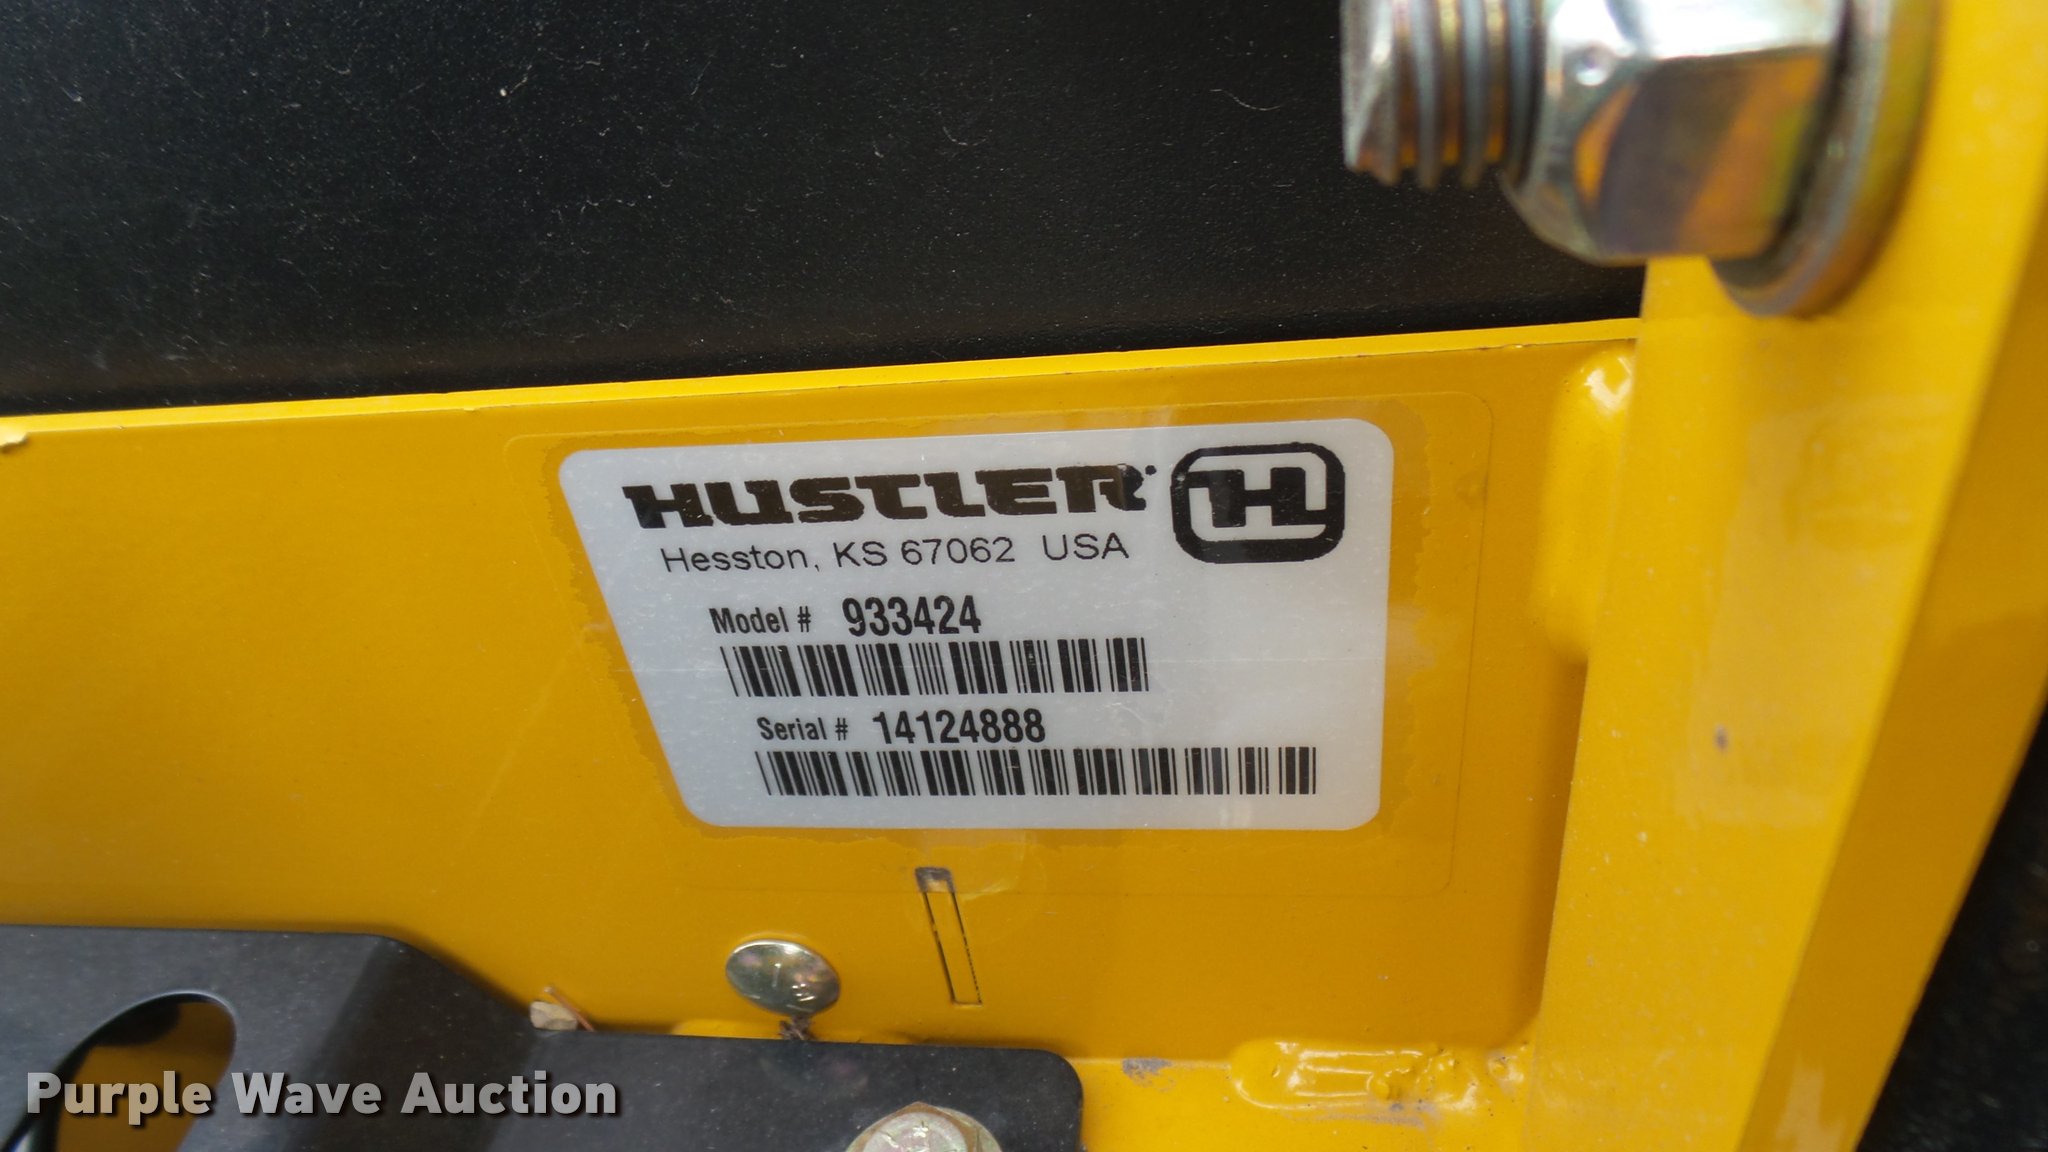 HUSTLER
H
Hesston, KS 67062 USA
Model # 933424
Serial # 14124888
Purple Wave Auction